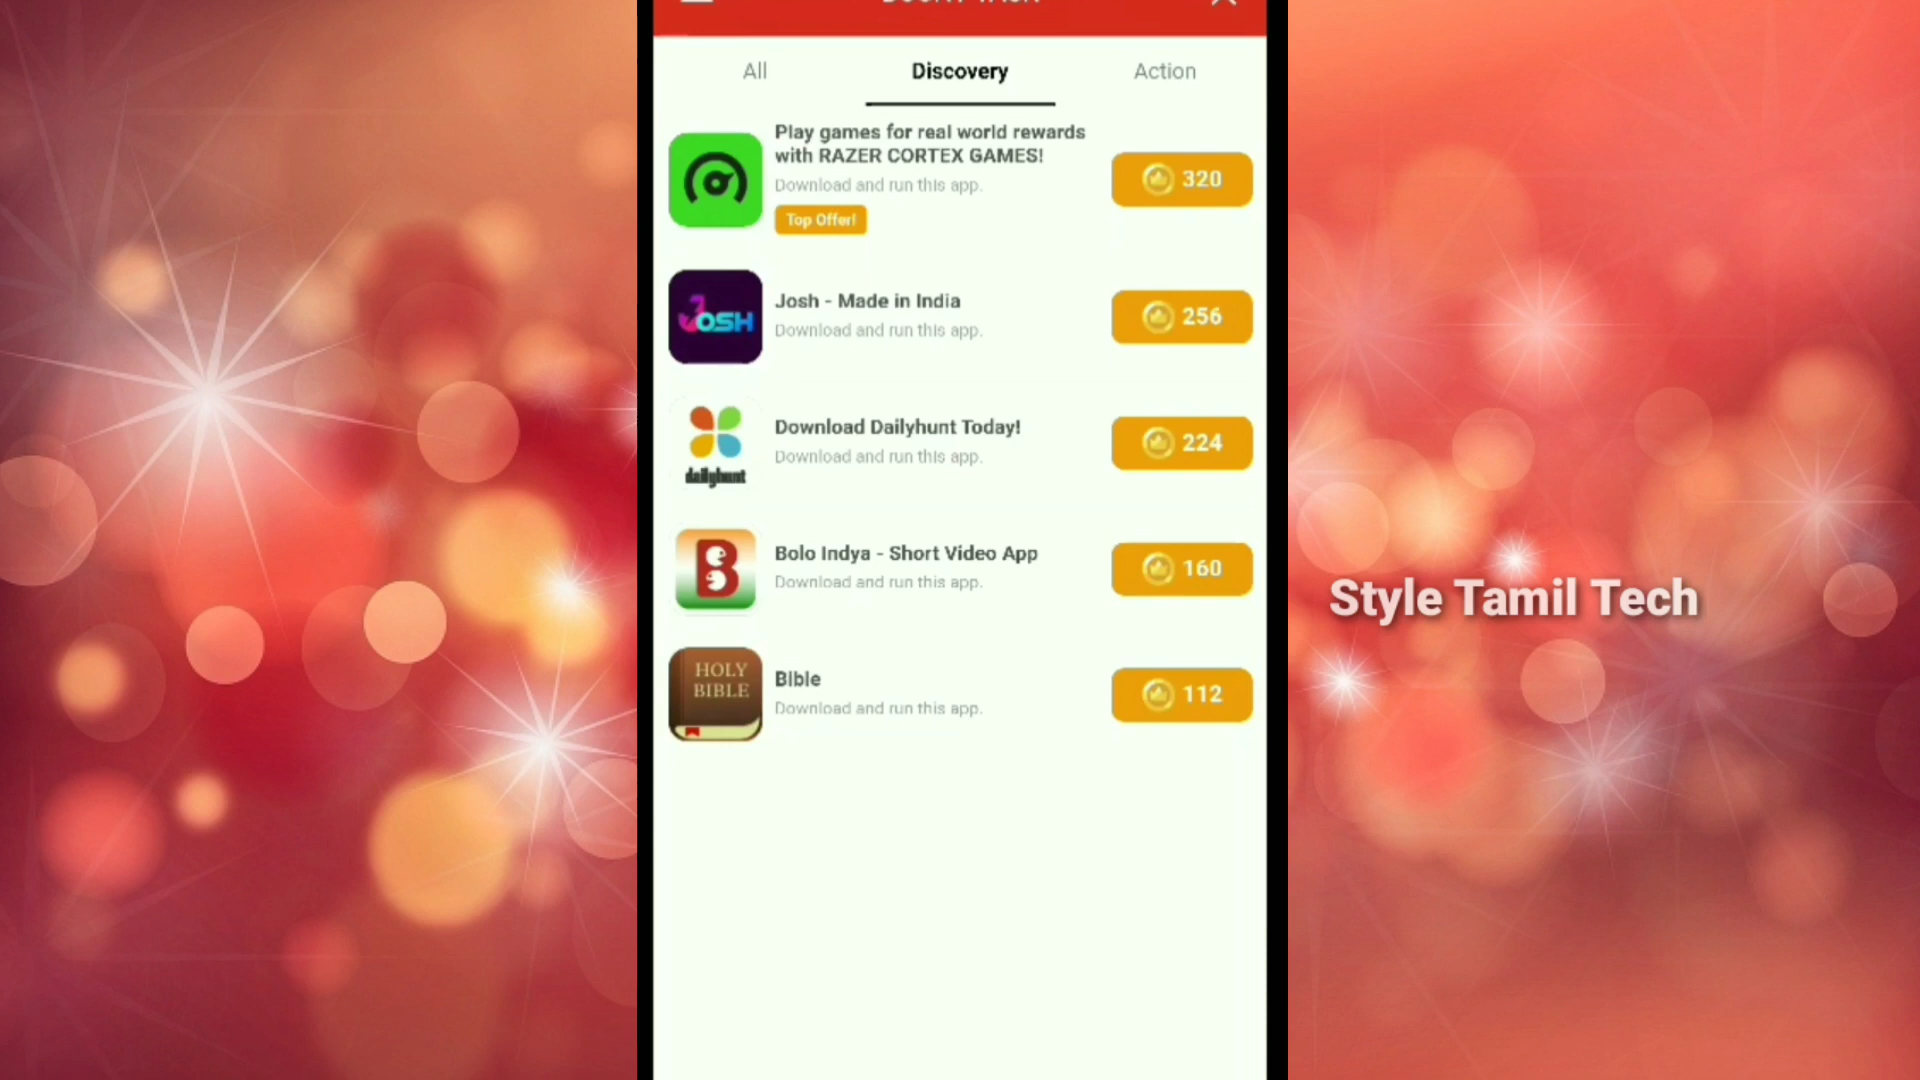 All
Discovery
Action
Play games for real world rewards
with RAZER CORTEX GAMES!
Download and run this app.
Top Offer!
320
JOSH
Josh - Made in India
Download and run this app.
256
dailyhunt
Download Dailyhunt Today!
Download and run this app.
224
B
Bolo Indya - Short Video App
Download and run this app.
160
HOLY
BIBLE
Bible
Download and run this app.
112
Style Tamil Tech